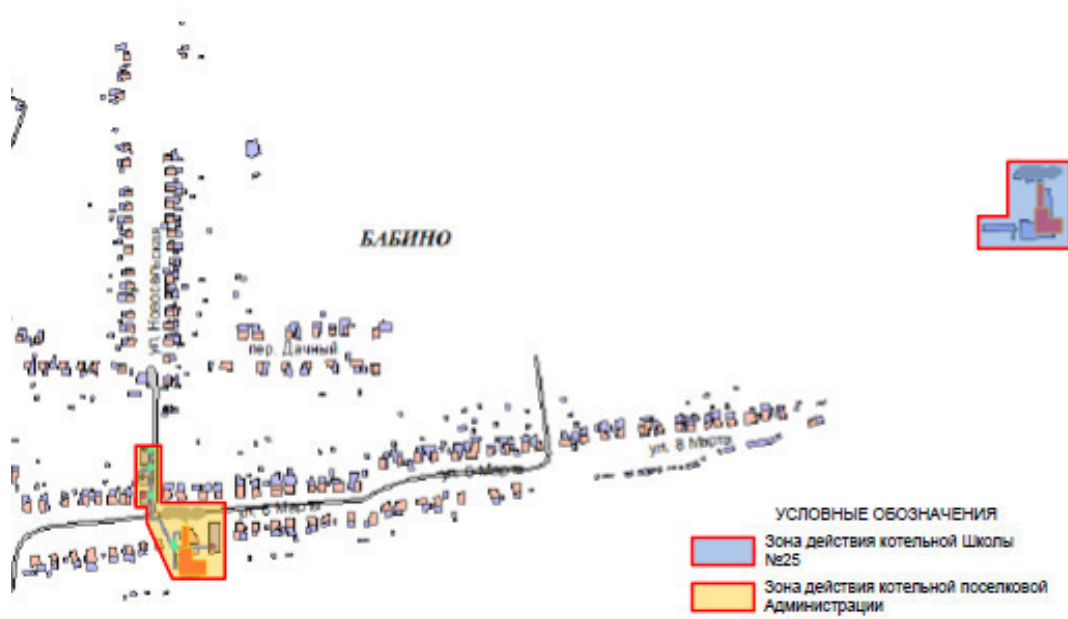 БАБИНО
ул. Новосельская
пер. Дачный
ул. 8 Марта
ул. 8 Марта
ул. 8 Марта
УСЛОВНЫЕ ОБОЗНАЧЕНИЯ
Зона действия котельной Школы
№25
Зона действия котельной поселковой
Администрации